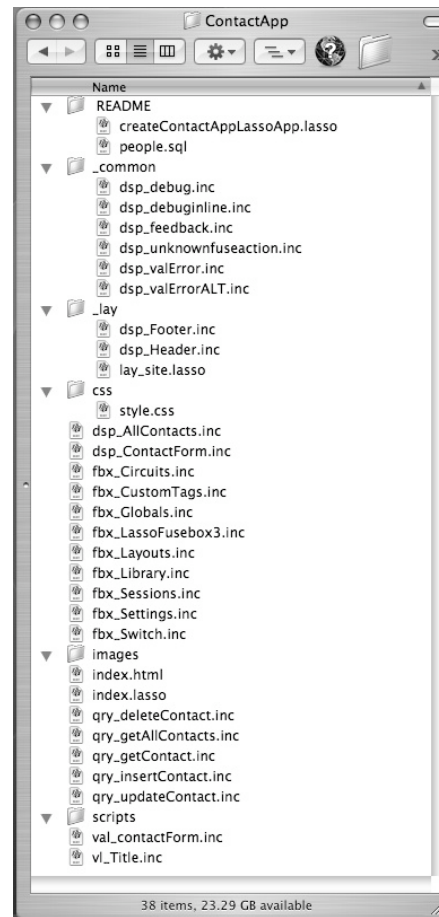 ContactApp
Name
README
createContactAppLassoApp.lasso
people.sql
_common
dsp_debug.inc
dsp_debuginline.inc
dsp_feedback.inc
dsp_unknownfuseaction.inc
dsp_valError.inc
dsp_valErrorALT.inc
_lay
dsp_Footer.inc
dsp_Header.inc
lay_site.lasso
css
style.css
dsp_AllContacts.inc
dsp_ContactForm.inc
fbx_Circuits.inc
fbx_CustomTags.inc
fbx_Globals.inc
fbx_LassoFusebox3.inc
fbx_Layouts.inc
fbx_Library.inc
fbx_Sessions.inc
fbx_Settings.inc
fbx_Switch.inc
images
index.html
index.lasso
qry_deleteContact.inc
qry_getAllContacts.inc
qry_getContact.inc
qry_insertContact.inc
qry_updateContact.inc
scripts
val_contactForm.inc
vl_Title.inc
38 items, 23.29 GB available